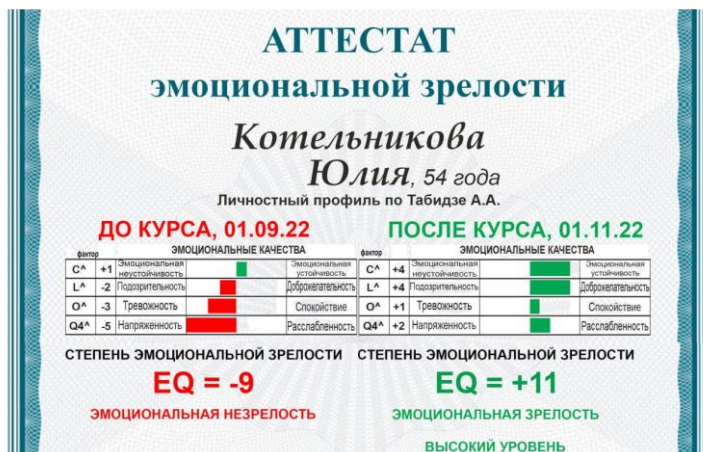 АТТЕСТАТ
эмоциональной зрелости
Котельникова
Юлия, 54 года
Личностный профиль по Табидзе А.А.
ДО КУРСА, 01.09.22
фактор ЭМОЦИОНАЛЬНЫЕ КАЧЕСТВА
C^ +1 Эмоциональная неустойчивость Эмоциональная устойчивость
L^ -2 Подозрительность Доброжелательность
O^ -3 Тревожность Спокойствие
Q4^ -5 Напряженность Расслабленность
СТЕПЕНЬ ЭМОЦИОНАЛЬНОЙ ЗРЕЛОСТИ
EQ = -9
ЭМОЦИОНАЛЬНАЯ НЕЗРЕЛОСТЬ
ПОСЛЕ КУРСА, 01.11.22
фактор ЭМОЦИОНАЛЬНЫЕ КАЧЕСТВА
C^ +4 Эмоциональная неустойчивость Эмоциональная устойчивость
L^ +4 Подозрительность Доброжелательность
O^ +1 Тревожность Спокойствие
Q4^ +2 Напряженность Расслабленность
СТЕПЕНЬ ЭМОЦИОНАЛЬНОЙ ЗРЕЛОСТИ
EQ = +11
ЭМОЦИОНАЛЬНАЯ ЗРЕЛОСТЬ
ВЫСОКИЙ УРОВЕНЬ